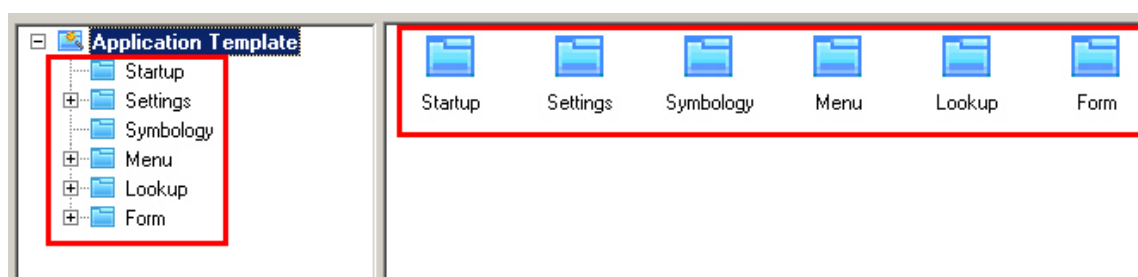 Application Template
Startup
Settings
Symbology
Menu
Lookup
Form
Startup Settings Symbology Menu Lookup Form